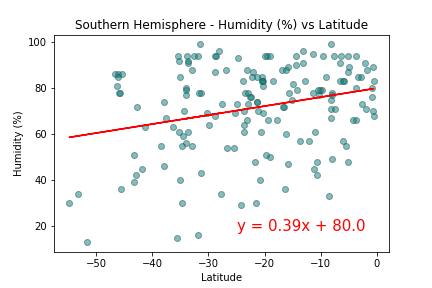 Southern Hemisphere - Humidity (%) vs Latitude
100
80
60
40
20
Humidity (%)
y = 0.39x + 80.0
−50
−40
−30
−20
−10
0
Latitude